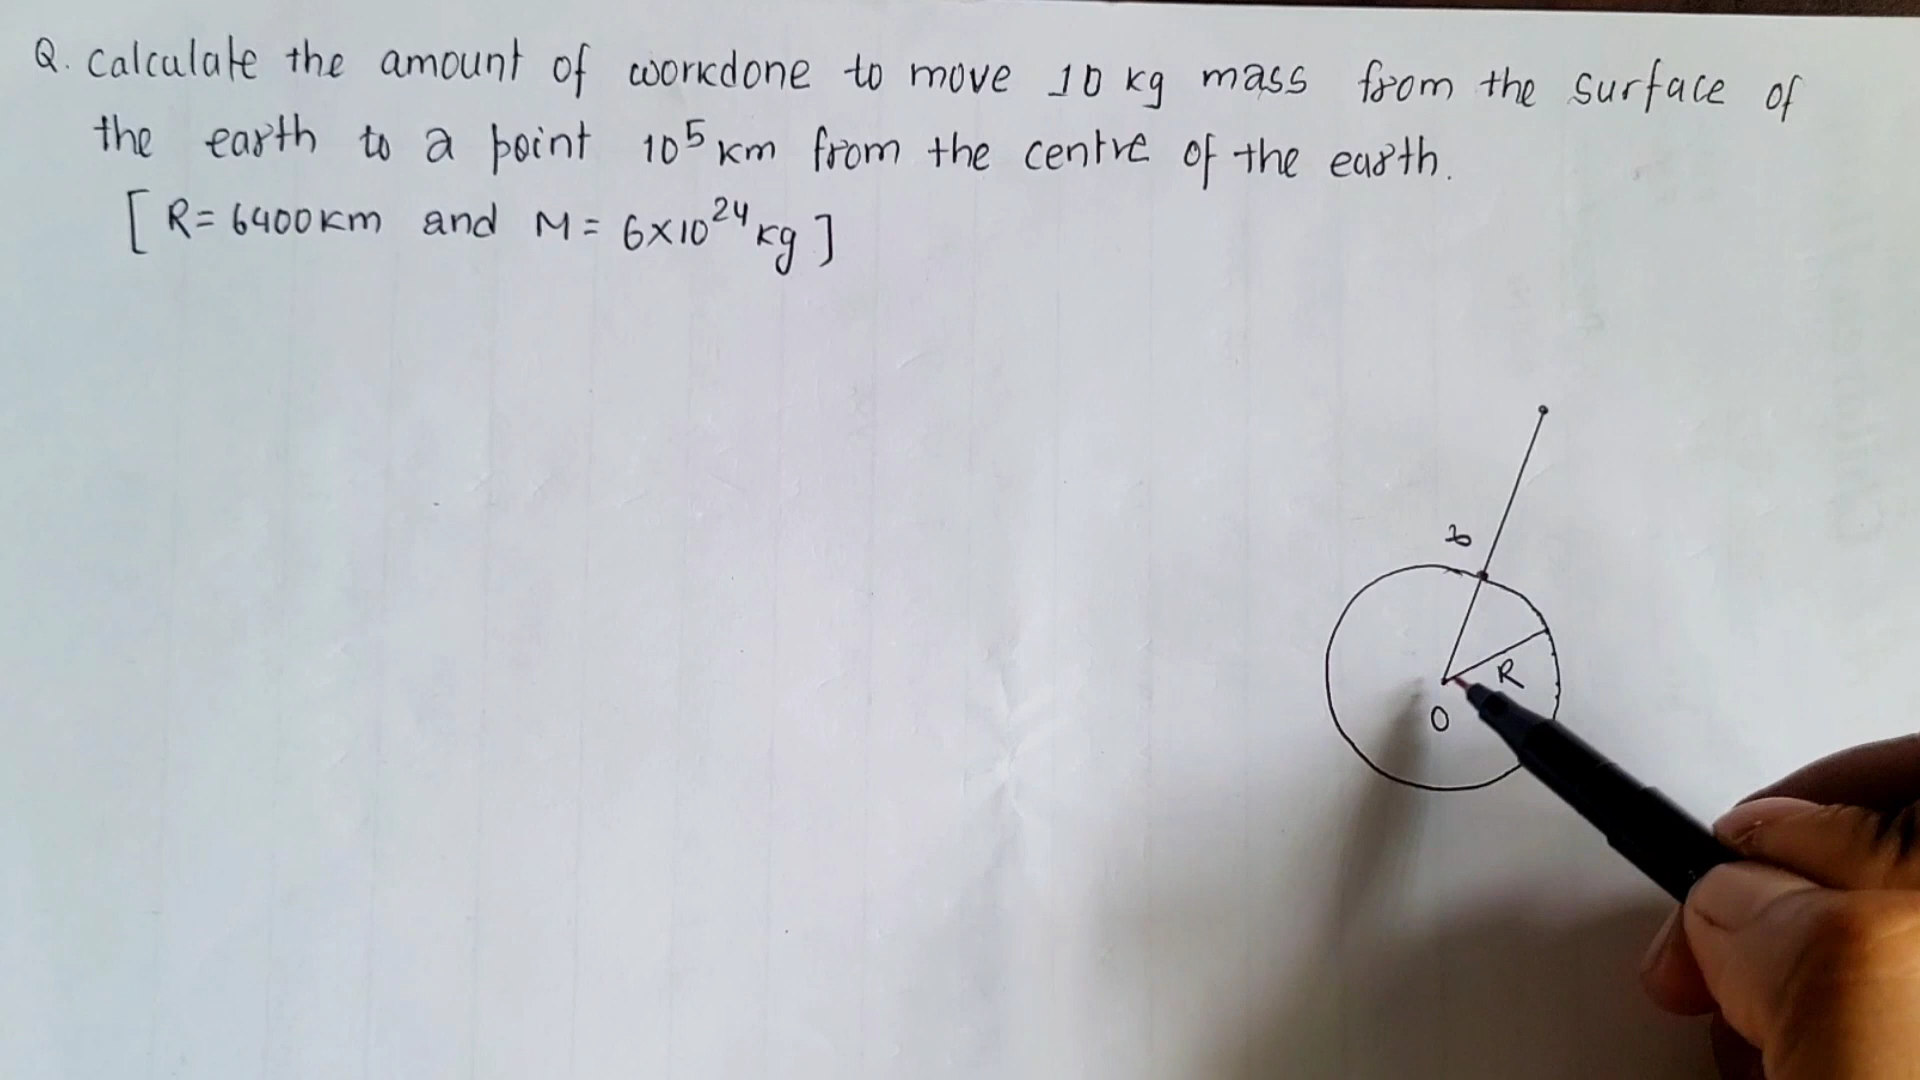 Q. Calculate the amount of workdone to move 10 kg mass from the surface of
the earth to a point 10⁵ km from the centre of the earth.
[R = 6400 km and M = 6×10²⁴ kg]
R
O